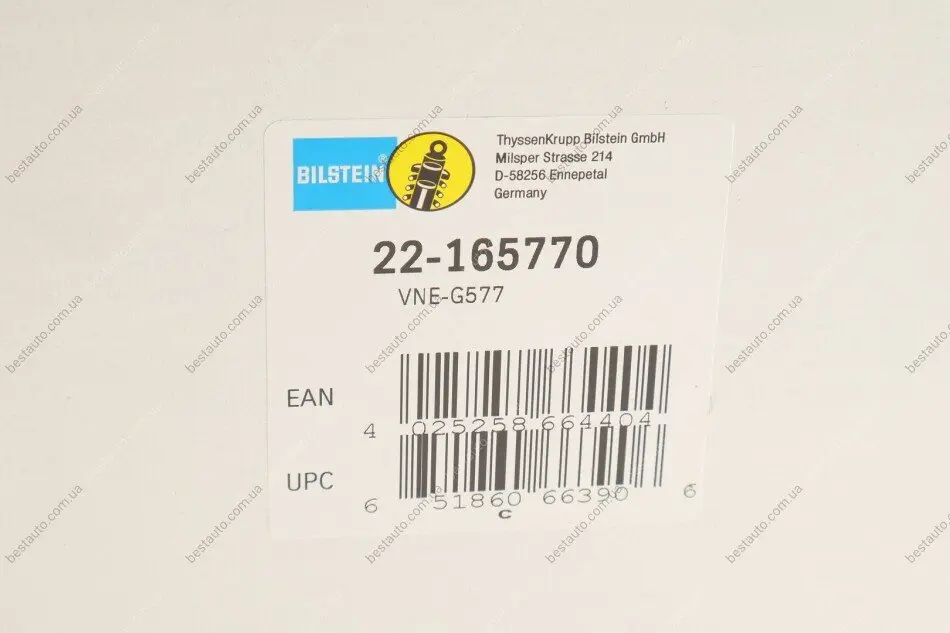 BILSTEIN®
ThyssenKrupp Bilstein GmbH
Milsper Strasse 214
D-58256 Ennepetal
Germany
22-165770
VNE-G577
EAN
4 025258 664404
UPC
6 51860 66390 6
C
bestauto.com.ua